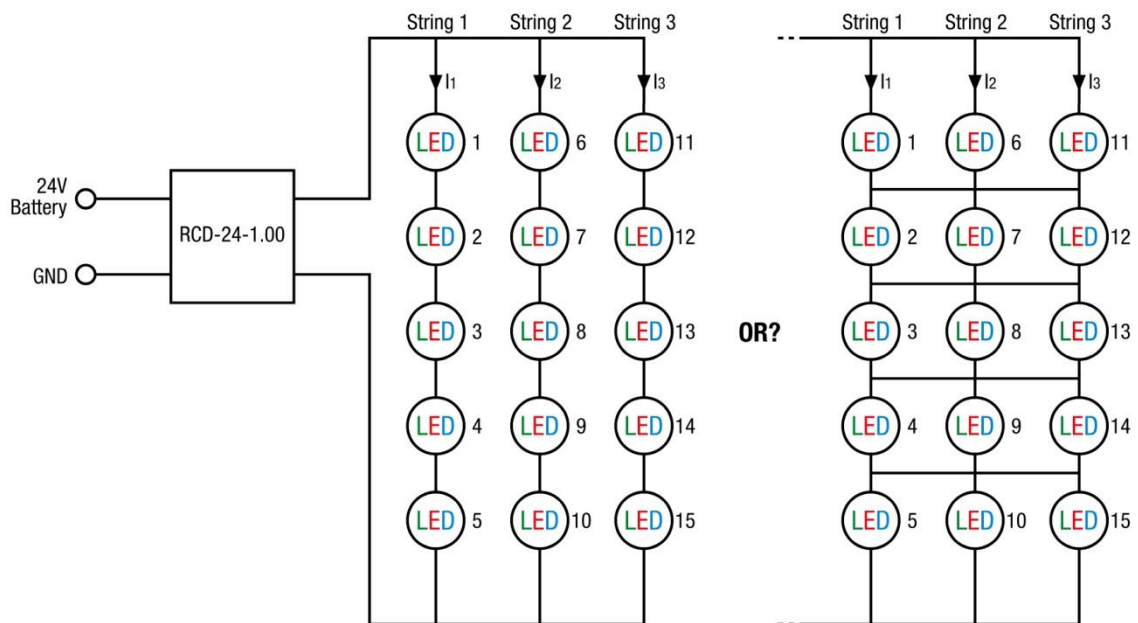 String 1 String 2 String 3 String 1 String 2 String 3
I1 I2 I3 I1 I2 I3
LED 1 LED 6 LED 11 LED 1 LED 6 LED 11
24V
Battery
RCD-24-1.00
GND
LED 2 LED 7 LED 12 LED 2 LED 7 LED 12
LED 3 LED 8 LED 13 OR? LED 3 LED 8 LED 13
LED 4 LED 9 LED 14 LED 4 LED 9 LED 14
LED 5 LED 10 LED 15 LED 5 LED 10 LED 15